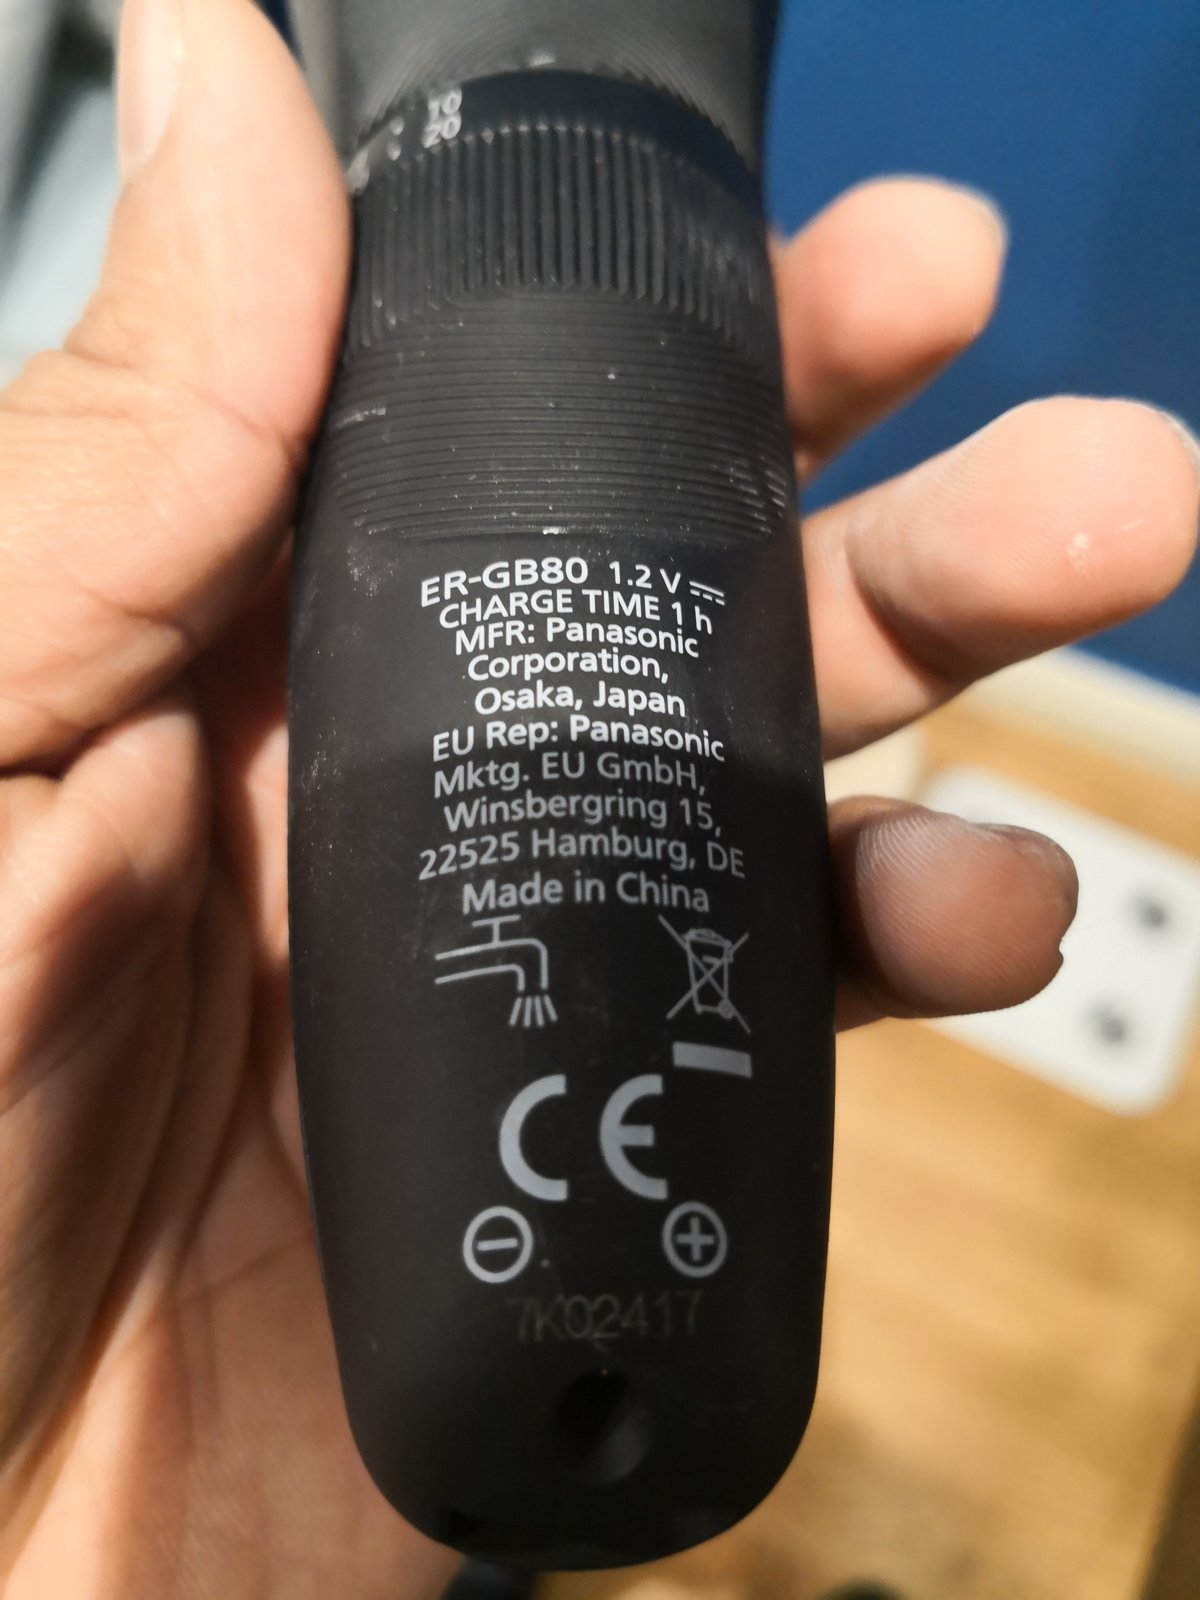 10
20
ER-GB80 1.2 V ⎓
CHARGE TIME 1 h
MFR: Panasonic
Corporation,
Osaka, Japan
EU Rep: Panasonic
Mktg. EU GmbH,
Winsbergring 15,
22525 Hamburg, DE
Made in China
CE
7K02417